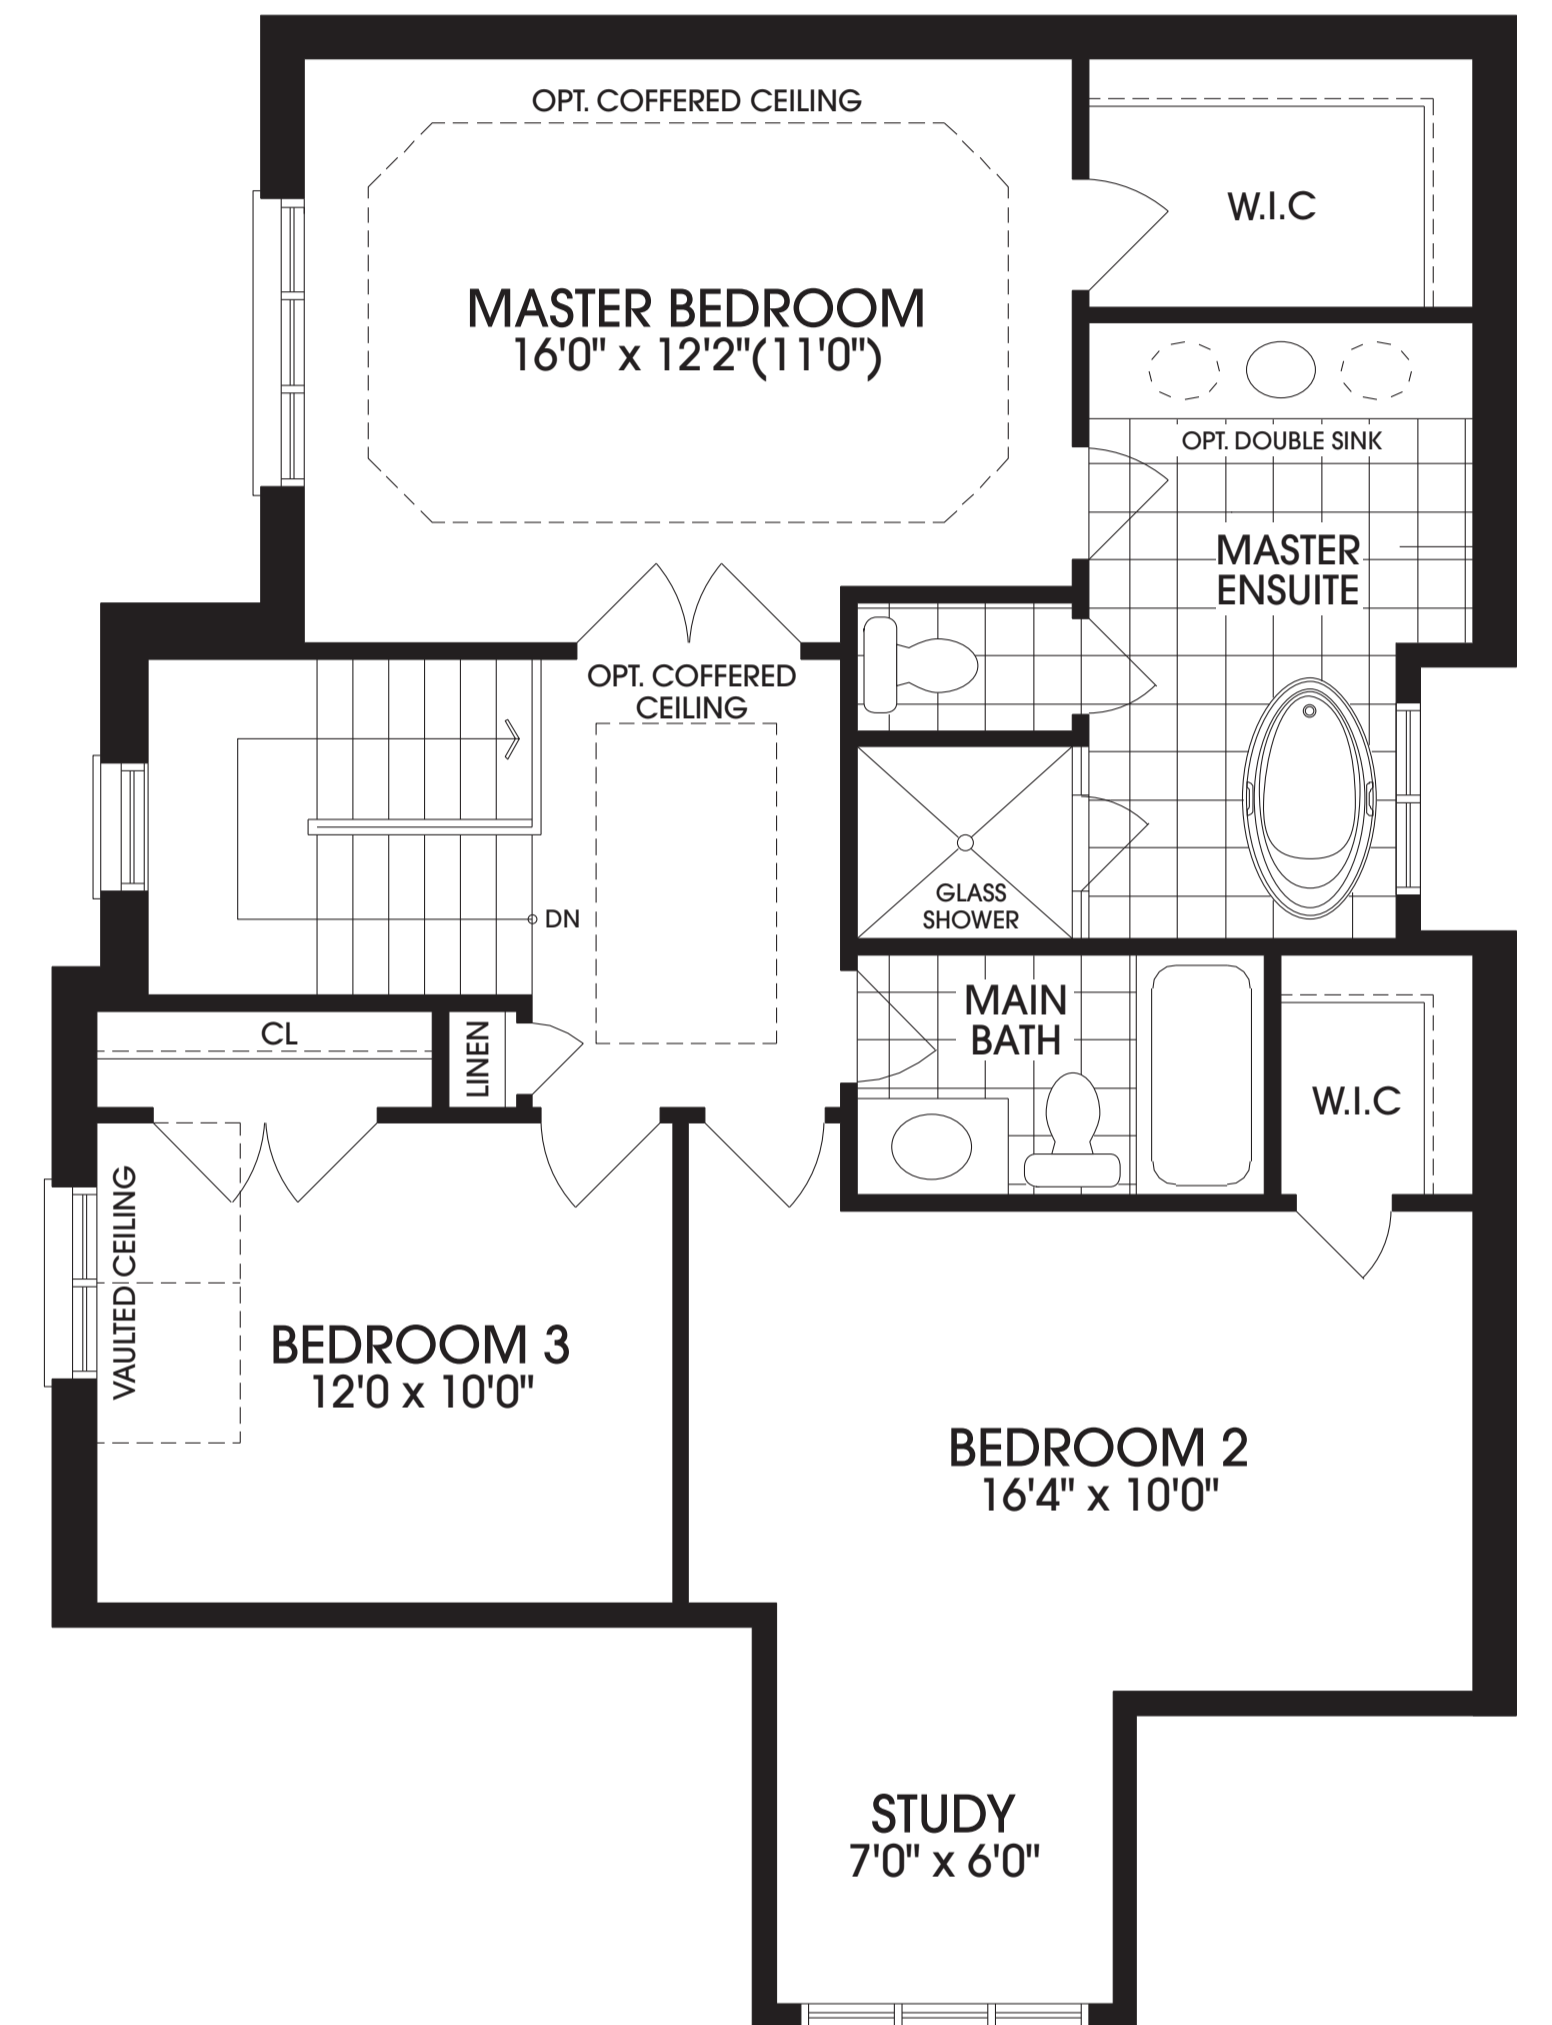 OPT. COFFERED CEILING
W.I.C
MASTER BEDROOM
16'0" x 12'2"(11'0")
OPT. DOUBLE SINK
MASTER
ENSUITE
OPT. COFFERED
CEILING
DN
GLASS
SHOWER
MAIN
BATH
CL
LINEN
W.I.C
VAULTED CEILING
BEDROOM 3
12'0 x 10'0"
BEDROOM 2
16'4" x 10'0"
STUDY
7'0" x 6'0"